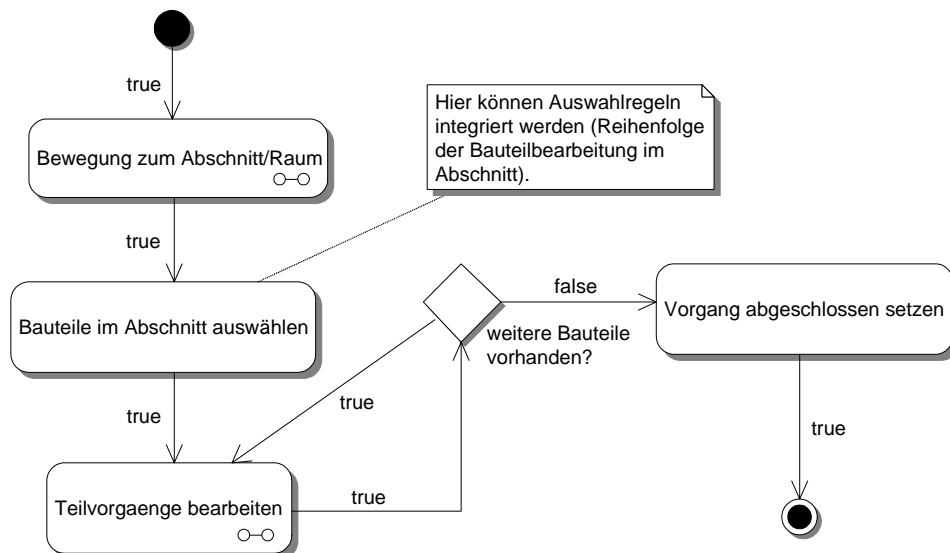 true
Hier können Auswahlregeln
integriert werden (Reihenfolge
der Bauteilbearbeitung im
Abschnitt).
Bewegung zum Abschnitt/Raum
true
Bauteile im Abschnitt auswählen
false
weitere Bauteile
vorhanden?
Vorgang abgeschlossen setzen
true
true
true
Teilvorgaenge bearbeiten
true